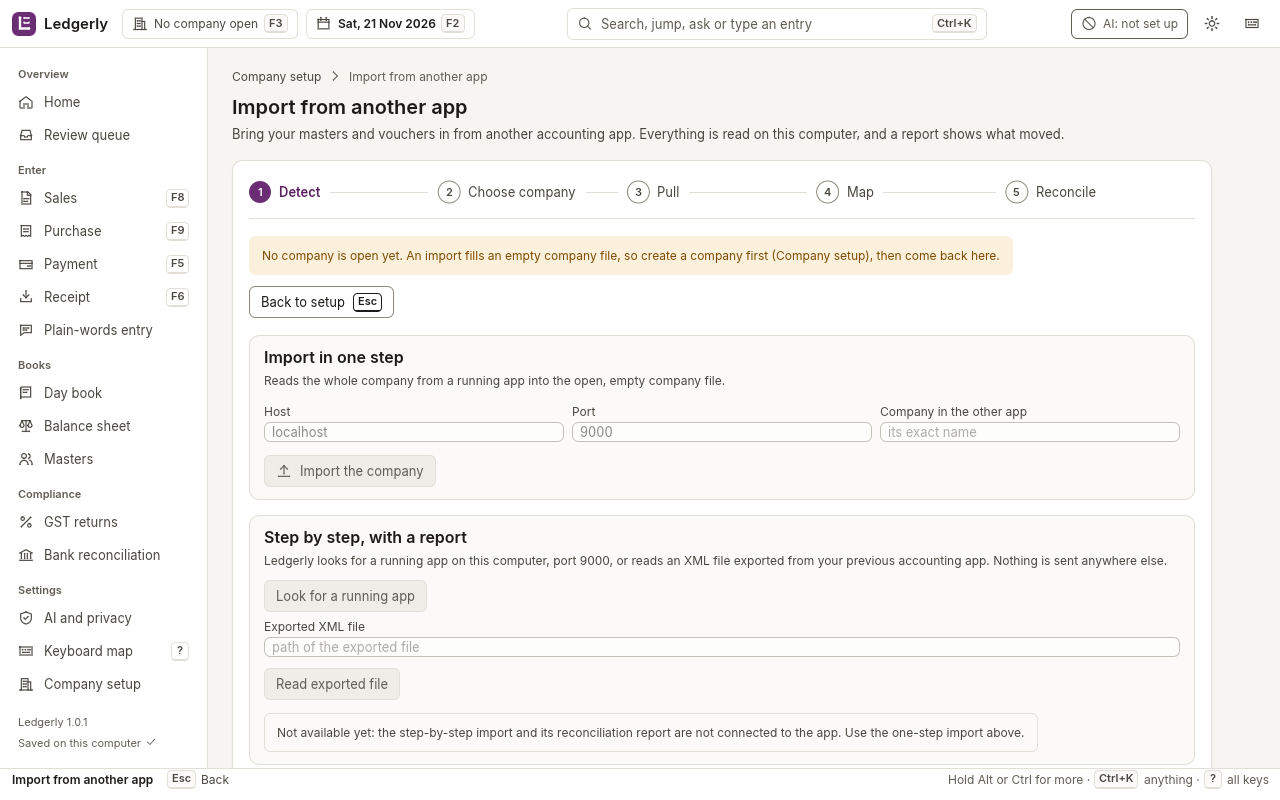 Ledgerly
No company open F3
Sat, 21 Nov 2026 F2
Search, jump, ask or type an entry Ctrl+K
AI: not set up
Overview
Home
Review queue
Enter
Sales F8
Purchase F9
Payment F5
Receipt F6
Plain-words entry
Books
Day book
Balance sheet
Masters
Compliance
GST returns
Bank reconciliation
Settings
AI and privacy
Keyboard map ?
Company setup
Ledgerly 1.0.1
Saved on this computer
Company setup > Import from another app
Import from another app
Bring your masters and vouchers in from another accounting app. Everything is read on this computer, and a report shows what moved.
1 Detect 2 Choose company 3 Pull 4 Map 5 Reconcile
No company is open yet. An import fills an empty company file, so create a company first (Company setup), then come back here.
Back to setup Esc
Import in one step
Reads the whole company from a running app into the open, empty company file.
Host Port Company in the other app
localhost 9000 its exact name
Import the company
Step by step, with a report
Ledgerly looks for a running app on this computer, port 9000, or reads an XML file exported from your previous accounting app. Nothing is sent anywhere else.
Look for a running app
Exported XML file
path of the exported file
Read exported file
Not available yet: the step-by-step import and its reconciliation report are not connected to the app. Use the one-step import above.
Import from another app Esc Back
Hold Alt or Ctrl for more · Ctrl+K anything · ? all keys